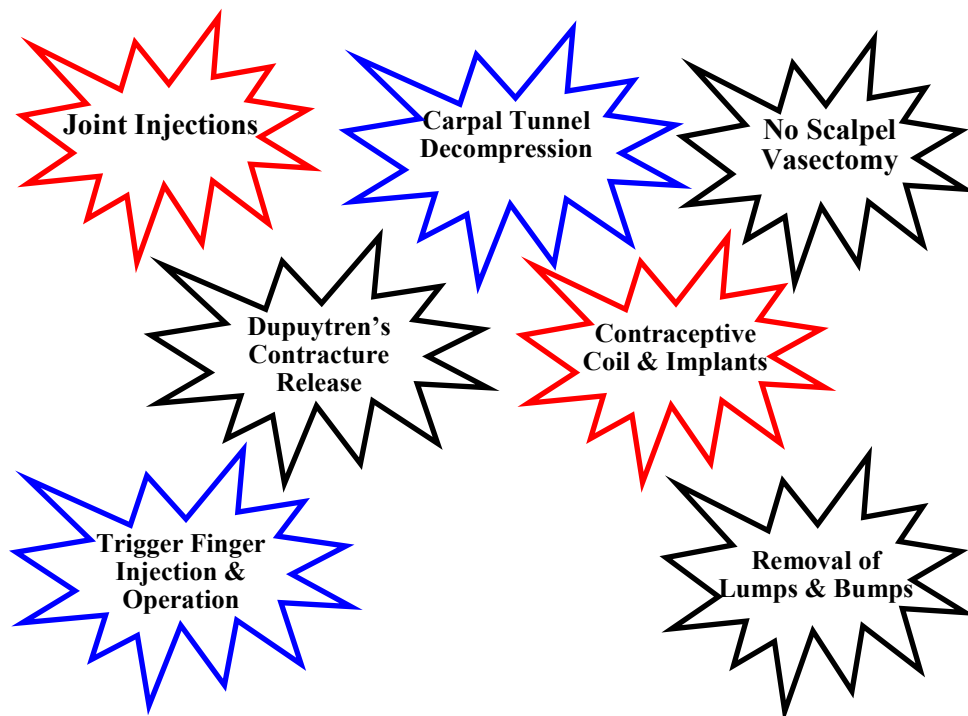 Joint Injections
Carpal Tunnel
Decompression
No Scalpel
Vasectomy
Dupuytren’s
Contracture
Release
Contraceptive
Coil & Implants
Trigger Finger
Injection &
Operation
Removal of
Lumps & Bumps